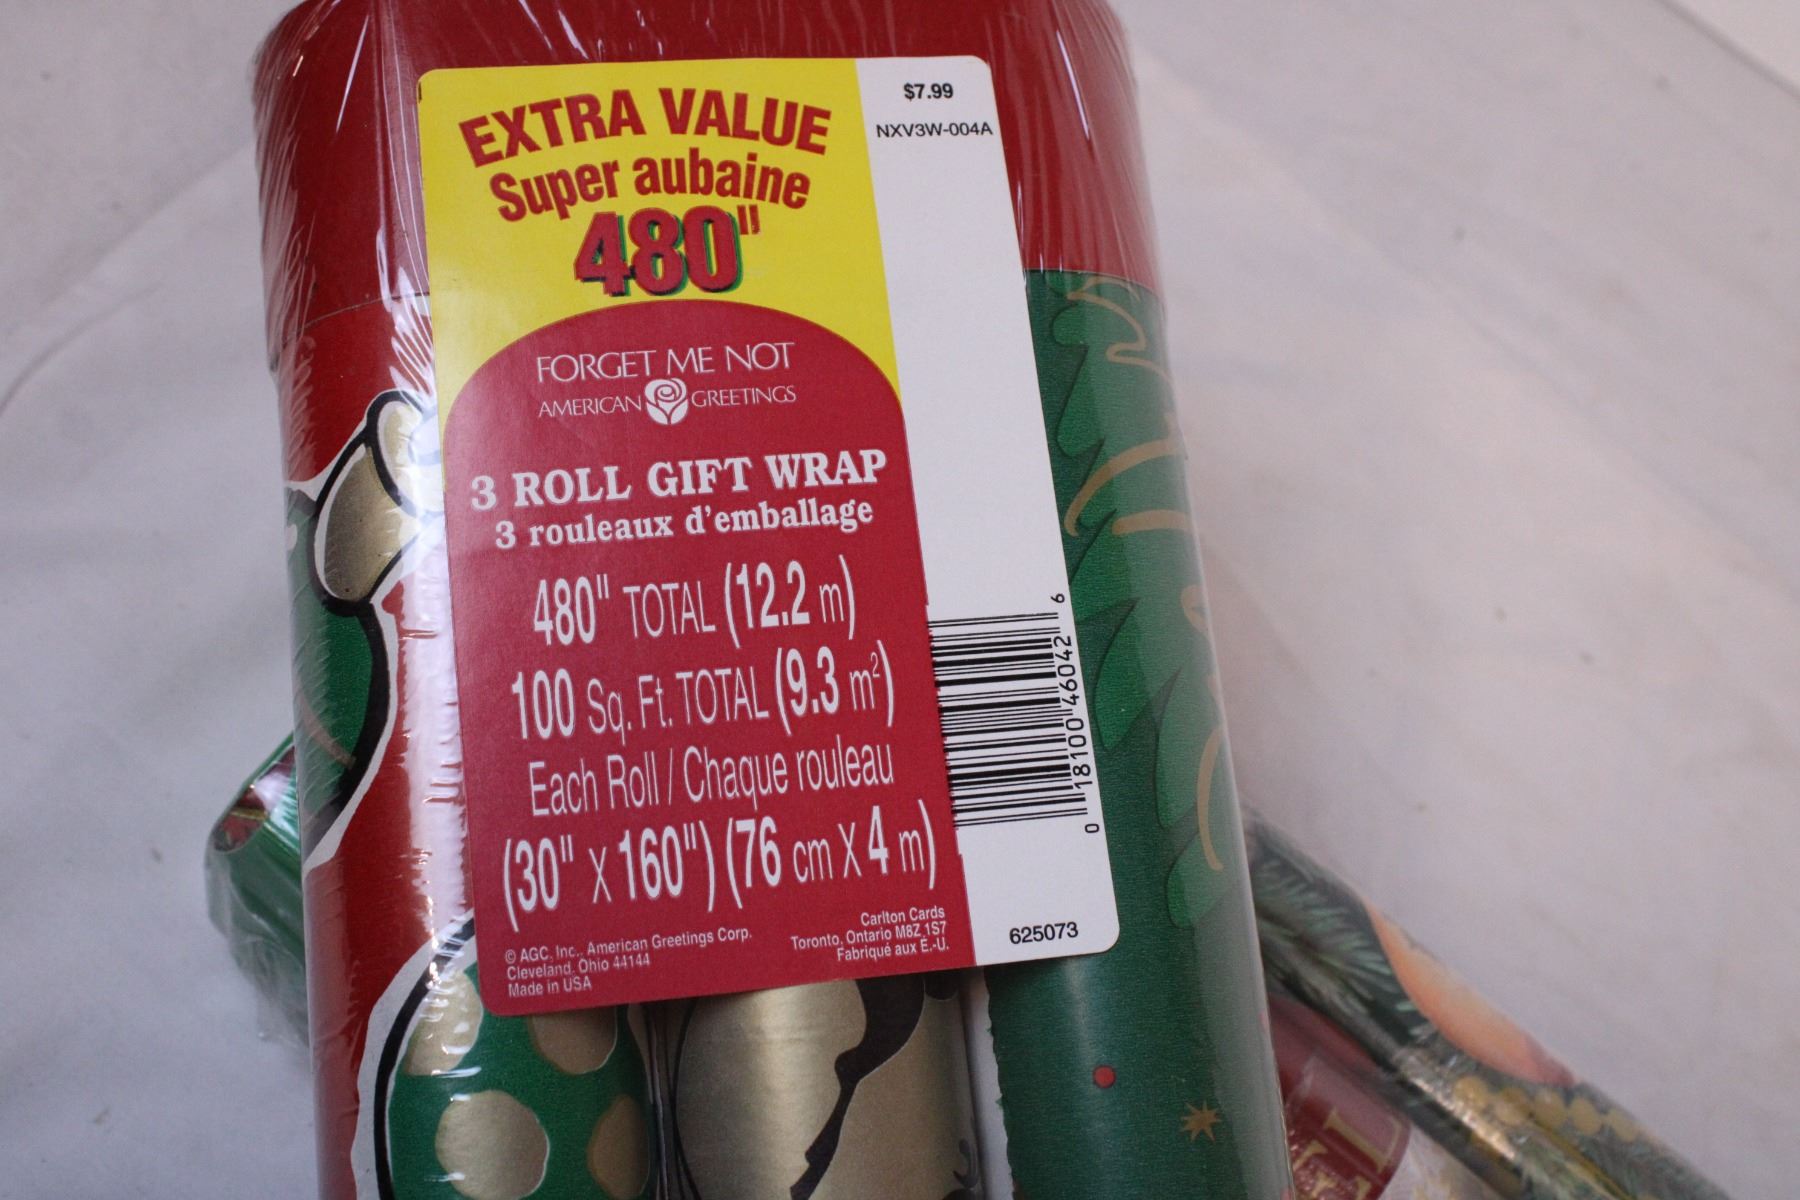 EXTRA VALUE
Super aubaine
480"
FORGET ME NOT
AMERICAN GREETINGS
3 ROLL GIFT WRAP
3 rouleaux d'emballage
480" TOTAL (12.2 m)
100 Sq. Ft. TOTAL (9.3 m²)
Each Roll / Chaque rouleau
(30" X 160") (76 cm X 4 m)
© AGC, Inc., American Greetings Corp.
Cleveland, Ohio 44144
Made in USA
Carlton Cards
Toronto, Ontario M8Z 1S7
Fabriqué aux E.-U.
$7.99
NXV3W-004A
0 18100 46042 6
625073